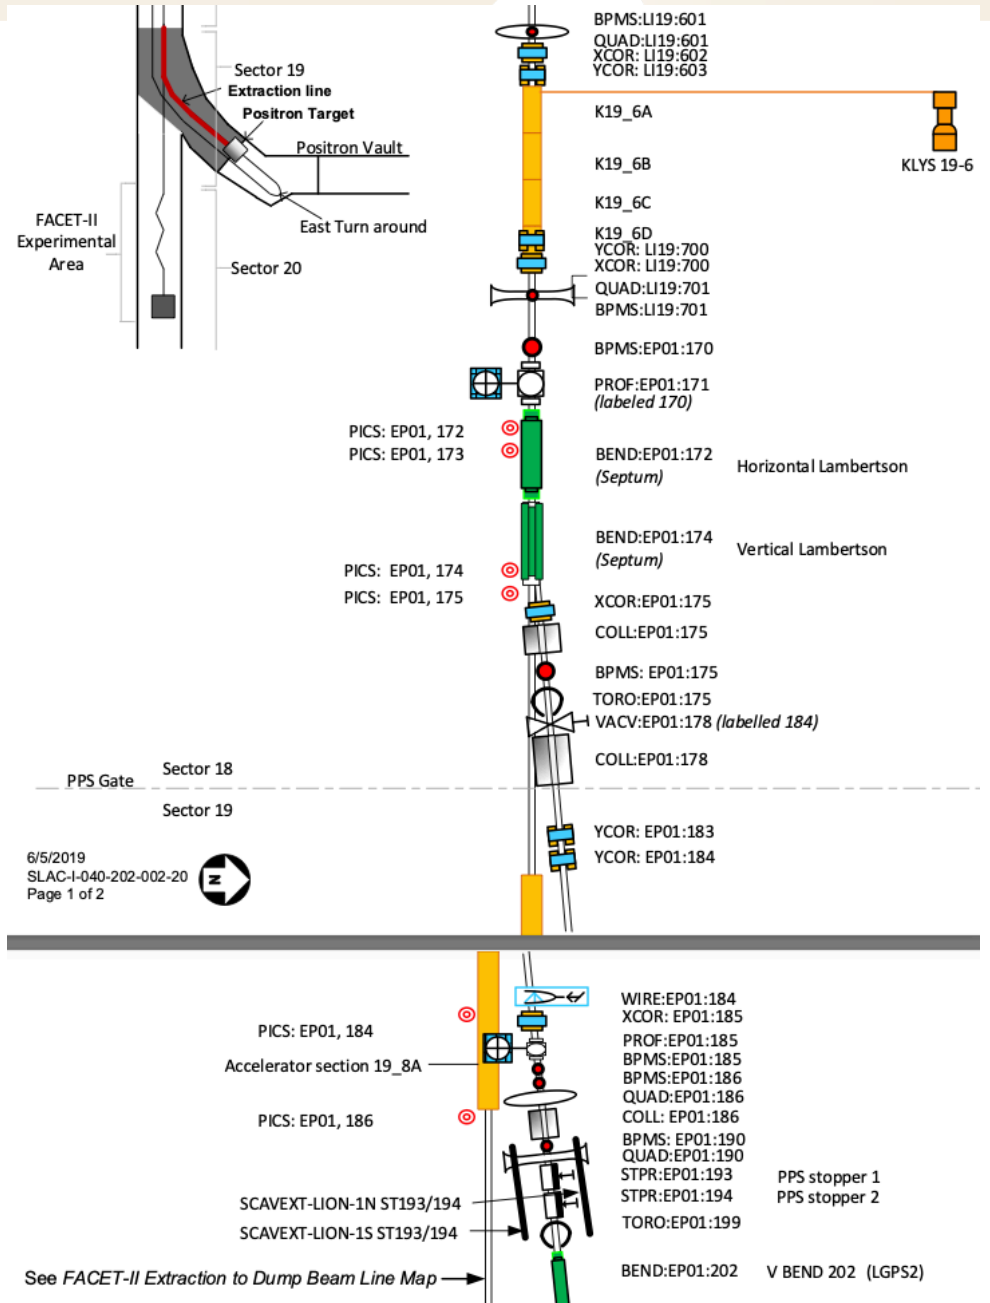 BPMS:LI19:601
QUAD:LI19:601
XCOR: LI19:602
YCOR: LI19:603
Sector 19
Extraction line
Positron Target
Positron Vault
East Turn around
FACET-II
Experimental
Area
Sector 20
K19_6A
K19_6B
K19_6C
K19_6D
KLYS 19-6
YCOR: LI19:700
XCOR: LI19:700
QUAD:LI19:701
BPMS:LI19:701
BPMS:EP01:170
PROF:EP01:171
(labeled 170)
PICS: EP01, 172
PICS: EP01, 173
BEND:EP01:172
(Septum)
Horizontal Lambertson
BEND:EP01:174
(Septum)
Vertical Lambertson
PICS: EP01, 174
PICS: EP01, 175
XCOR:EP01:175
COLL:EP01:175
BPMS: EP01:175
TORO:EP01:175
VACV:EP01:178 (labelled 184)
COLL:EP01:178
PPS Gate
Sector 18
Sector 19
YCOR: EP01:183
YCOR: EP01:184
6/5/2019
SLAC-I-040-202-002-20
Page 1 of 2
N
WIRE:EP01:184
XCOR: EP01:185
PICS: EP01, 184
PROF:EP01:185
BPMS:EP01:185
Accelerator section 19_8A
BPMS:EP01:186
QUAD:EP01:186
COLL: EP01:186
PICS: EP01, 186
BPMS: EP01:190
QUAD:EP01:190
STPR:EP01:193 PPS stopper 1
STPR:EP01:194 PPS stopper 2
SCAVEXT-LION-1N ST193/194
TORO:EP01:199
SCAVEXT-LION-1S ST193/194
BEND:EP01:202 V BEND 202 (LGPS2)
See FACET-II Extraction to Dump Beam Line Map